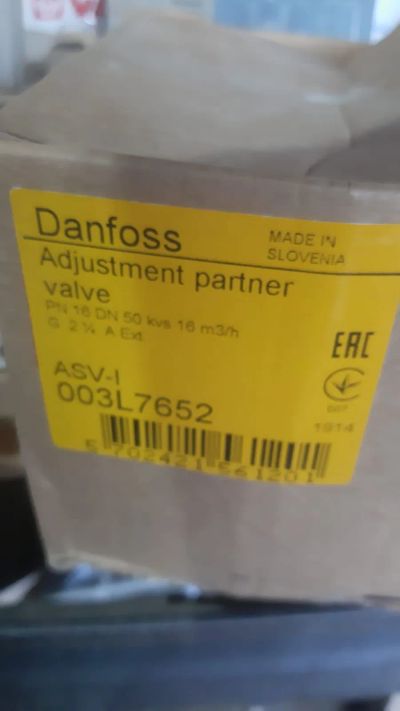 Danfoss
MADE IN
SLOVENIA
Adjustment partner
valve
PN 16 DN 50 kvs 16 m3/h
G 2 ¼ A Ext.
EAC
ASV-I
003L7652
1914
5 702421 561201